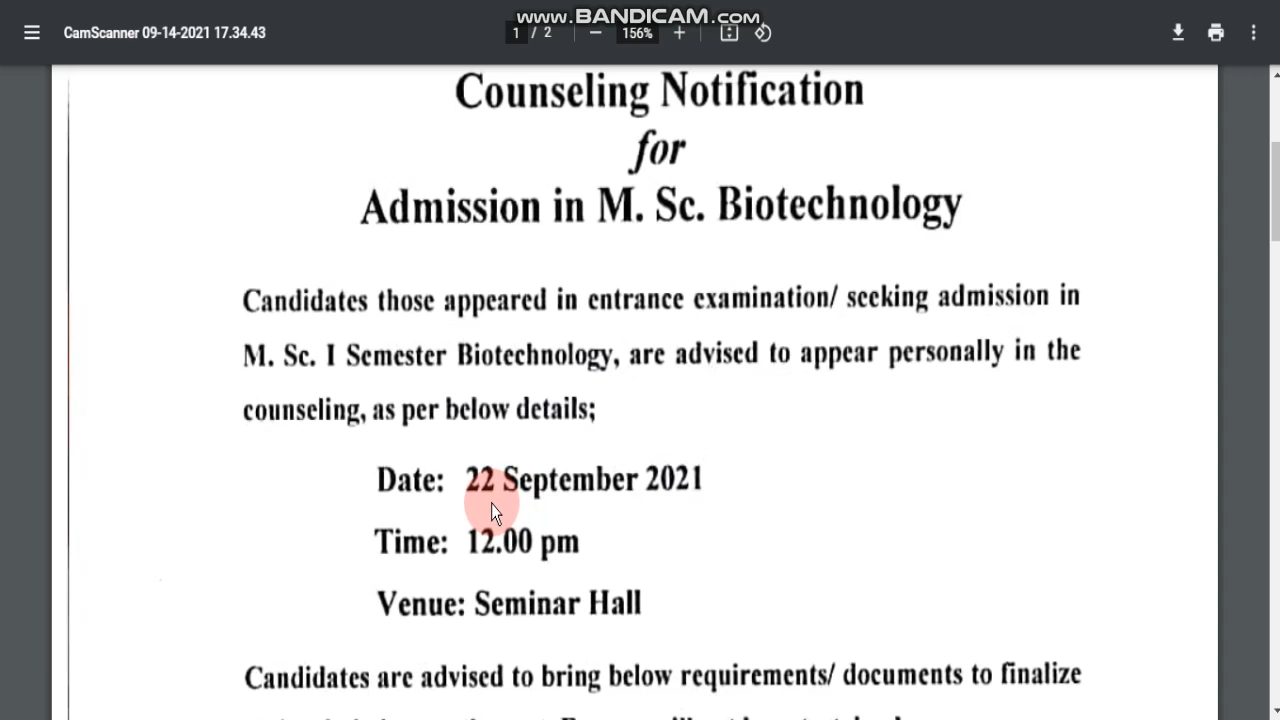 www.BANDICAM.com
CamScanner 09-14-2021 17.34.43
1 / 2
156%
Counseling Notification
for
Admission in M. Sc. Biotechnology
Candidates those appeared in entrance examination/ seeking admission in
M. Sc. I Semester Biotechnology, are advised to appear personally in the
counseling, as per below details;
Date: 22 September 2021
Time: 12.00 pm
Venue: Seminar Hall
Candidates are advised to bring below requirements/ documents to finalize